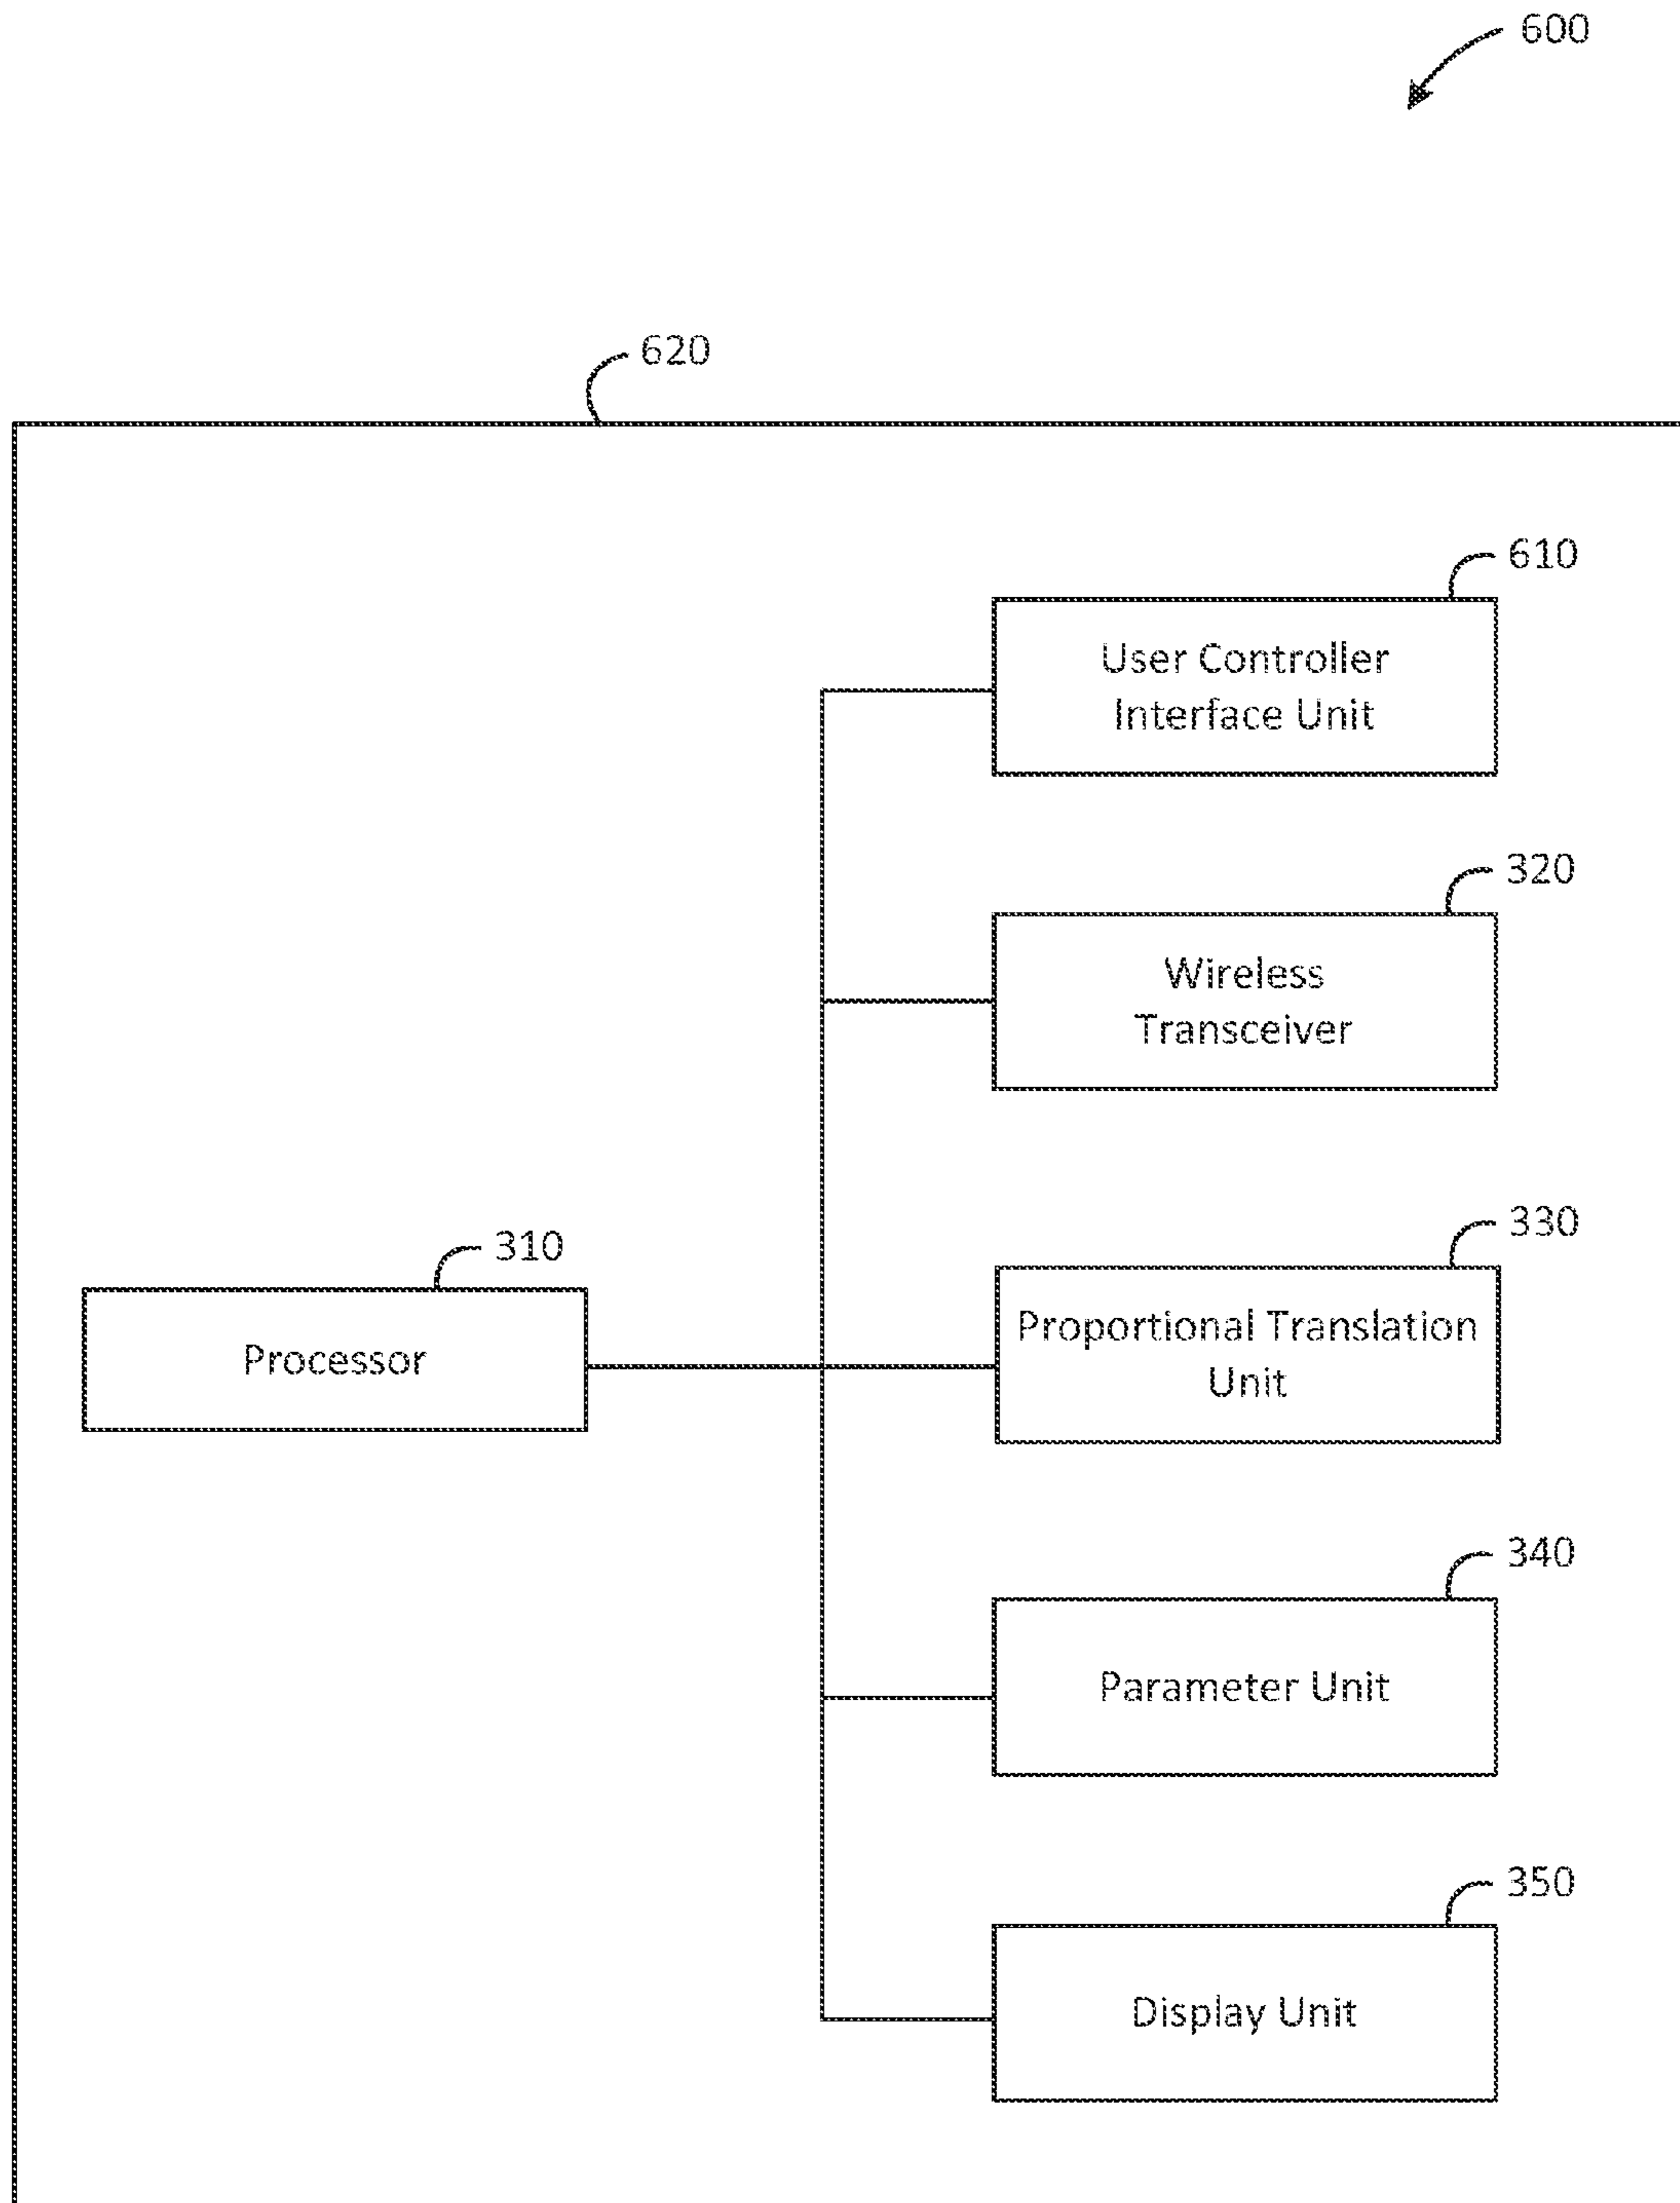 600
620
610
User Controller
Interface Unit
320
Wireless
Transceiver
330
Proportional Translation
Unit
310
Processor
340
Parameter Unit
350
Display Unit